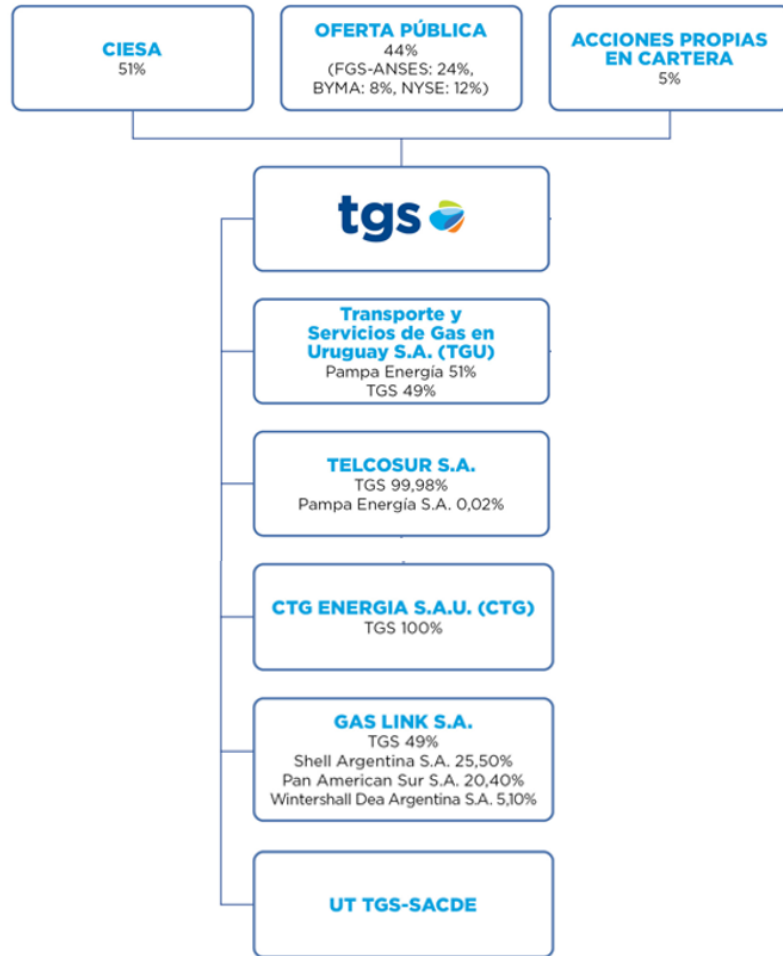 CIESA
51%
OFERTA PÚBLICA
44%
(FGS-ANSES: 24%,
BYMA: 8%, NYSE: 12%)
ACCIONES PROPIAS
EN CARTERA
5%
tgs
Transporte y
Servicios de Gas en
Uruguay S.A. (TGU)
Pampa Energía 51%
TGS 49%
TELCOSUR S.A.
TGS 99,98%
Pampa Energía S.A. 0,02%
CTG ENERGIA S.A.U. (CTG)
TGS 100%
GAS LINK S.A.
TGS 49%
Shell Argentina S.A. 25,50%
Pan American Sur S.A. 20,40%
Wintershall Dea Argentina S.A. 5,10%
UT TGS-SACDE